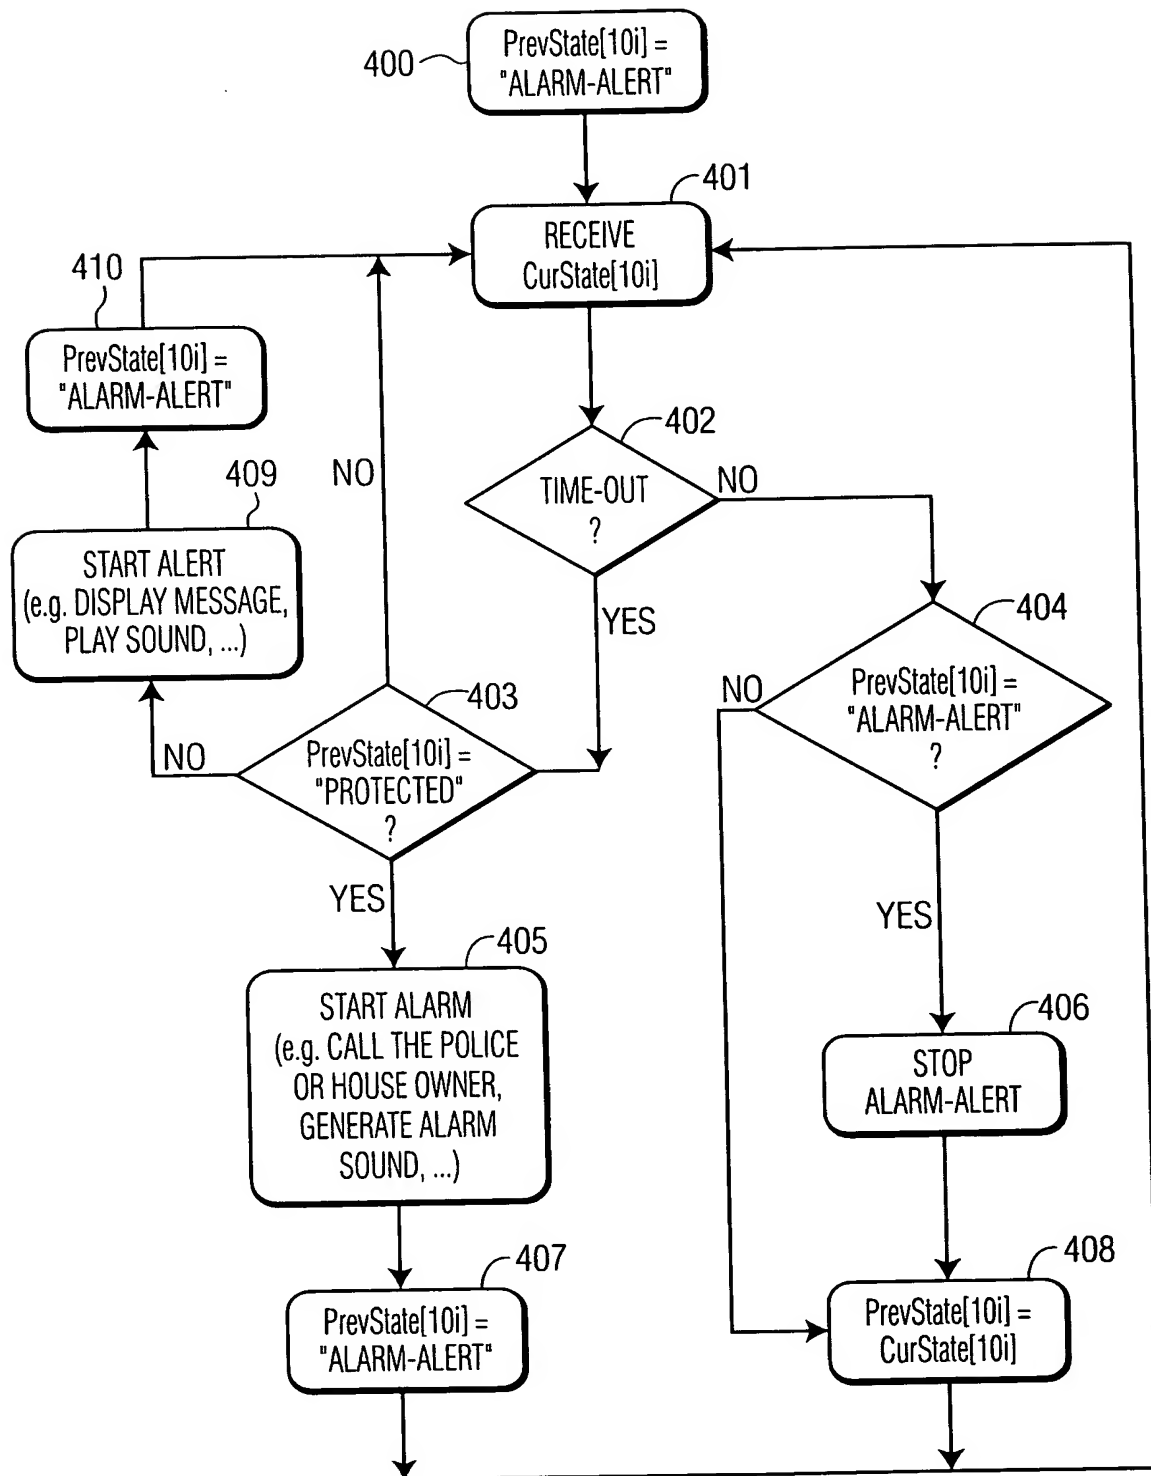 400
PrevState[10i] =
"ALARM-ALERT"
401
RECEIVE
CurState[10i]
410
PrevState[10i] =
"ALARM-ALERT"
402
TIME-OUT
?
NO
NO
YES
409
START ALERT
(e.g. DISPLAY MESSAGE,
PLAY SOUND, ...)
404
PrevState[10i] =
"ALARM-ALERT"
?
NO
YES
403
PrevState[10i] =
"PROTECTED"
?
NO
YES
405
START ALARM
(e.g. CALL THE POLICE
OR HOUSE OWNER,
GENERATE ALARM
SOUND, ...)
406
STOP
ALARM-ALERT
407
PrevState[10i] =
"ALARM-ALERT"
408
PrevState[10i] =
CurState[10i]